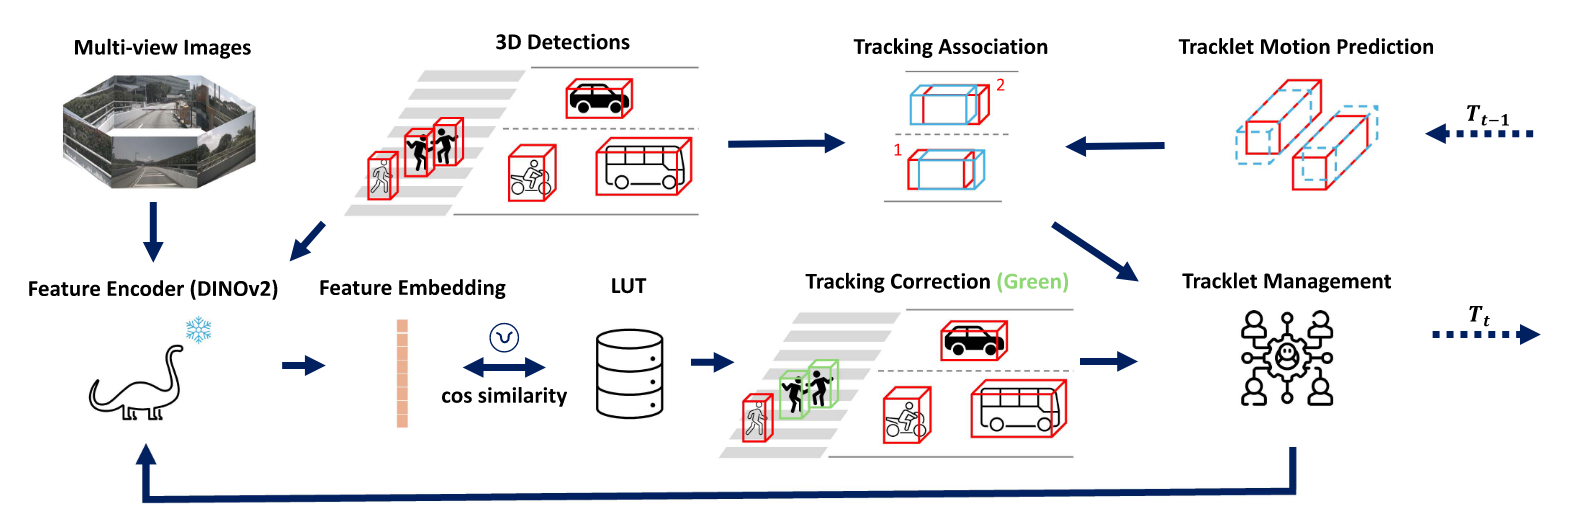 Multi-view Images
3D Detections
Tracking Association
Tracklet Motion Prediction
2
1
T_{t-1}
Feature Encoder (DINOv2)
Feature Embedding
LUT
Tracking Correction (Green)
Tracklet Management
T_t
cos similarity